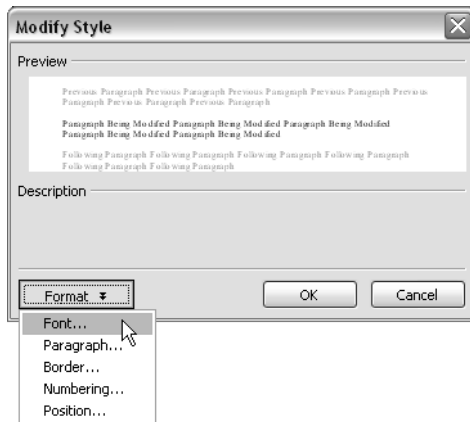 Modify Style
Preview
Previous Paragraph Previous Paragraph Previous Paragraph Previous Paragraph Previous
Paragraph Previous Paragraph Previous Paragraph
Paragraph Being Modified Paragraph Being Modified Paragraph Being Modified
Paragraph Being Modified Paragraph Being Modified
Following Paragraph Following Paragraph Following Paragraph Following Paragraph
Following Paragraph Following Paragraph
Description
Format OK Cancel
Font...
Paragraph...
Border...
Numbering...
Position...